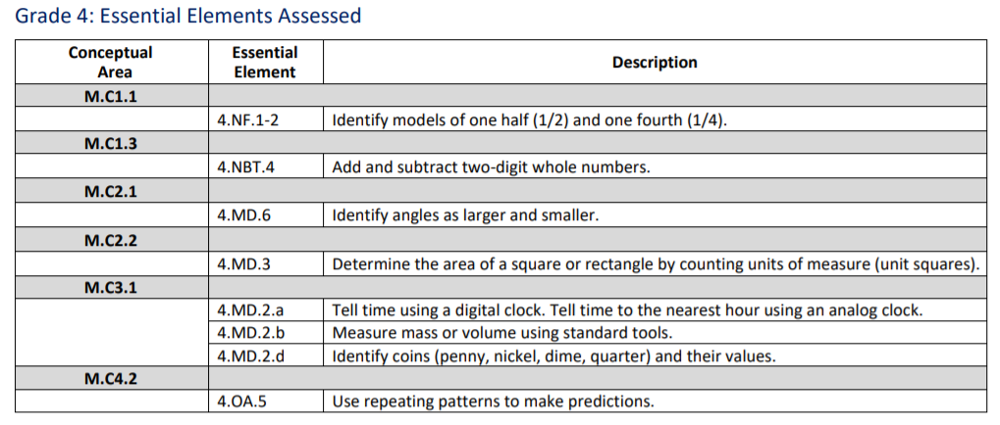 Grade 4: Essential Elements Assessed
Conceptual Area Essential Element Description
M.C1.1
4.NF.1-2 Identify models of one half (1/2) and one fourth (1/4).
M.C1.3
4.NBT.4 Add and subtract two-digit whole numbers.
M.C2.1
4.MD.6 Identify angles as larger and smaller.
M.C2.2
4.MD.3 Determine the area of a square or rectangle by counting units of measure (unit squares).
M.C3.1
4.MD.2.a Tell time using a digital clock. Tell time to the nearest hour using an analog clock.
4.MD.2.b Measure mass or volume using standard tools.
4.MD.2.d Identify coins (penny, nickel, dime, quarter) and their values.
M.C4.2
4.OA.5 Use repeating patterns to make predictions.